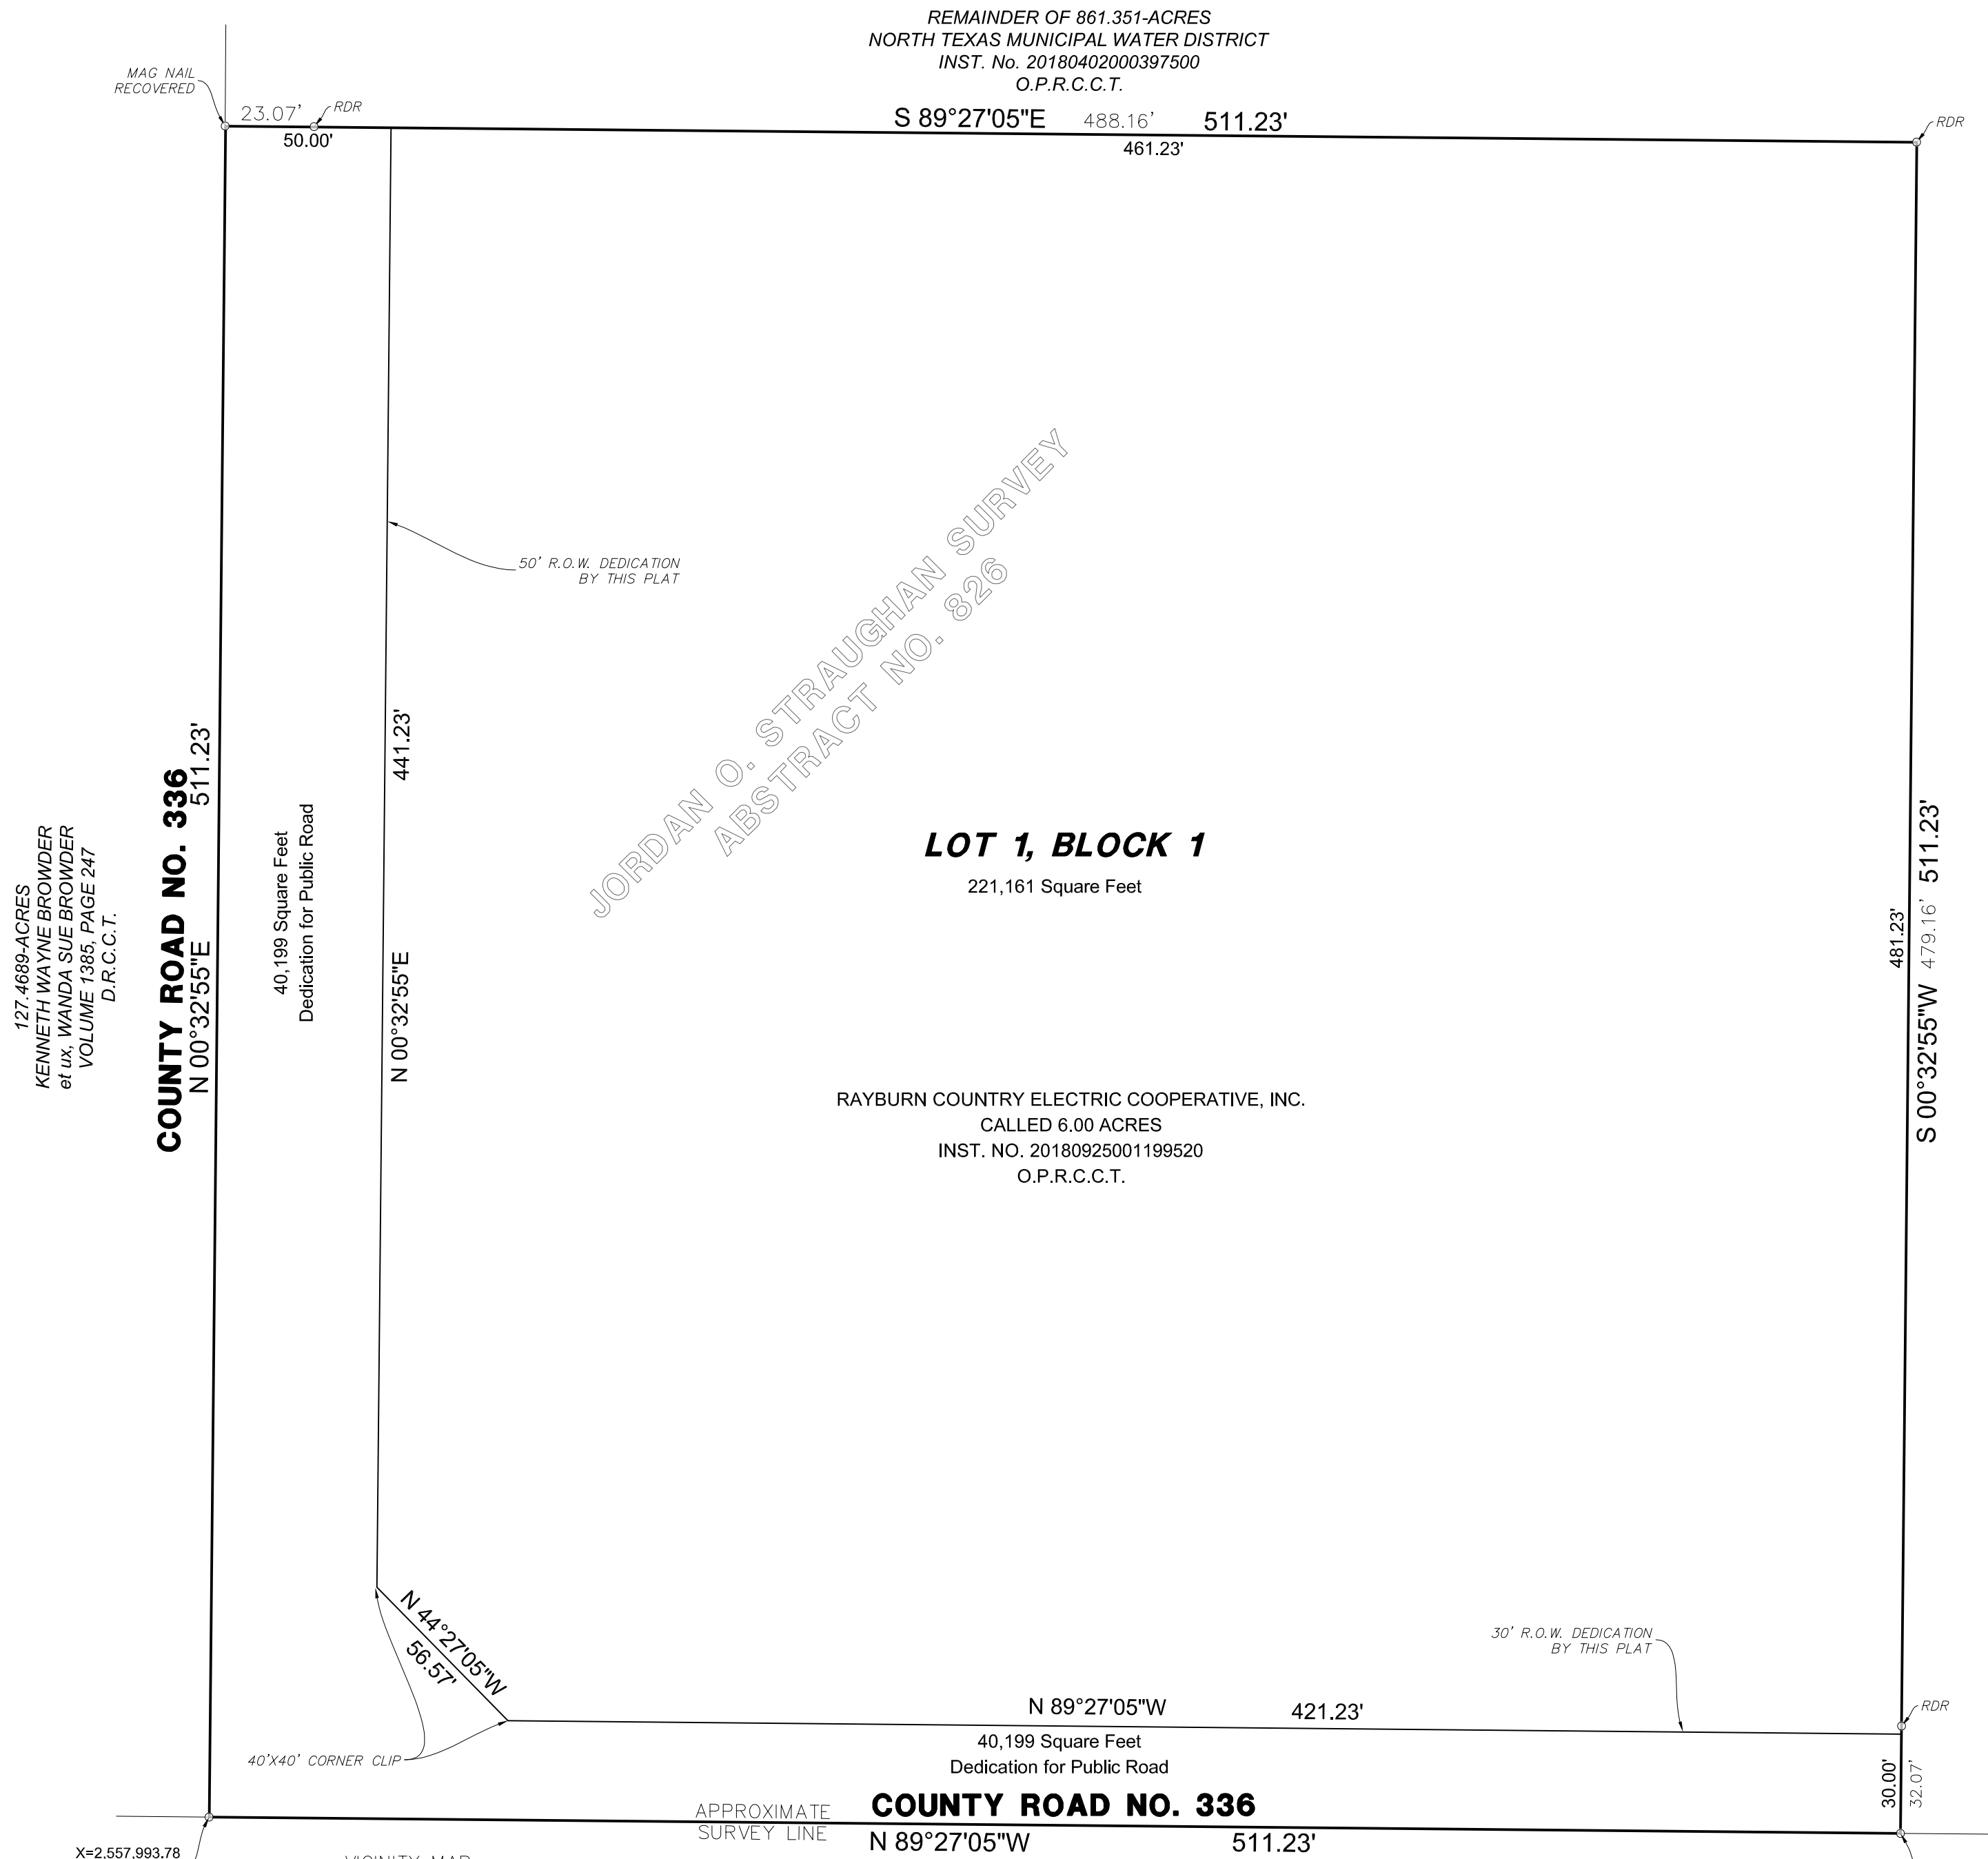 REMAINDER OF 861.351-ACRES
NORTH TEXAS MUNICIPAL WATER DISTRICT
INST. No. 20180402000397500
O.P.R.C.C.T.
MAG NAIL
RECOVERED
23.07'
RDR
50.00'
S 89°27'05"E 488.16' 511.23'
461.23'
RDR
50' R.O.W. DEDICATION
BY THIS PLAT
JORDAN O. STRAUGHAN SURVEY
ABSTRACT NO. 826
127.4689-ACRES
KENNETH WAYNE BROWDER
et ux, WANDA SUE BROWDER
VOLUME 1385, PAGE 247
D.R.C.C.T.
COUNTY ROAD NO. 336
N 00°32'55"E 511.23'
40,199 Square Feet
Dedication for Public Road
N 00°32'55"E 441.23'
LOT 1, BLOCK 1
221,161 Square Feet
RAYBURN COUNTRY ELECTRIC COOPERATIVE, INC.
CALLED 6.00 ACRES
INST. NO. 20180925001199520
O.P.R.C.C.T.
481.23'
S 00°32'55"W 479.16' 511.23'
N 44°27'05"W
56.57'
40'X40' CORNER CLIP
30' R.O.W. DEDICATION
BY THIS PLAT
RDR
N 89°27'05"W 421.23'
40,199 Square Feet
Dedication for Public Road
30.00'
32.07'
COUNTY ROAD NO. 336
APPROXIMATE
SURVEY LINE
N 89°27'05"W 511.23'
X=2,557,993.78
VICINITY MAP